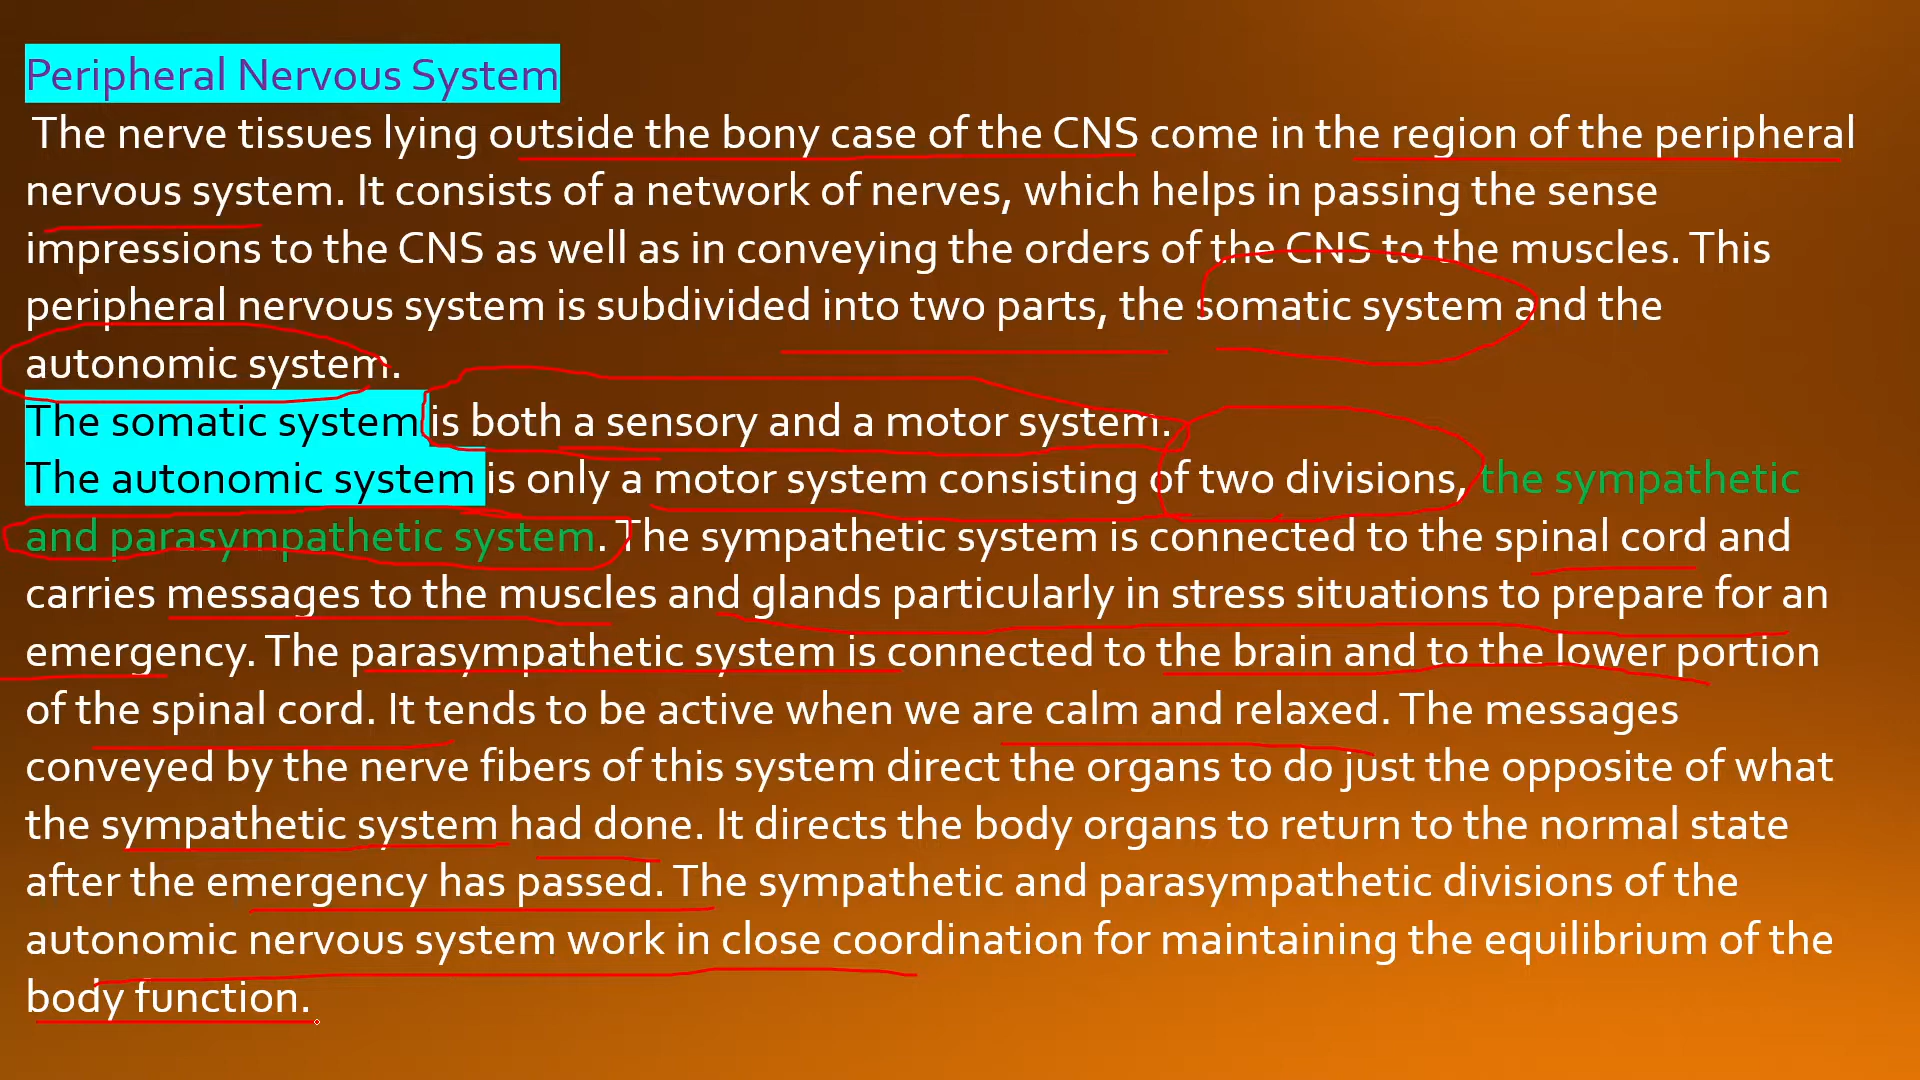 Peripheral Nervous System
The nerve tissues lying outside the bony case of the CNS come in the region of the peripheral
nervous system. It consists of a network of nerves, which helps in passing the sense
impressions to the CNS as well as in conveying the orders of the CNS to the muscles. This
peripheral nervous system is subdivided into two parts, the somatic system and the
autonomic system.
The somatic system is both a sensory and a motor system.
The autonomic system is only a motor system consisting of two divisions, the sympathetic
and parasympathetic system. The sympathetic system is connected to the spinal cord and
carries messages to the muscles and glands particularly in stress situations to prepare for an
emergency. The parasympathetic system is connected to the brain and to the lower portion
of the spinal cord. It tends to be active when we are calm and relaxed. The messages
conveyed by the nerve fibers of this system direct the organs to do just the opposite of what
the sympathetic system had done. It directs the body organs to return to the normal state
after the emergency has passed. The sympathetic and parasympathetic divisions of the
autonomic nervous system work in close coordination for maintaining the equilibrium of the
body function.